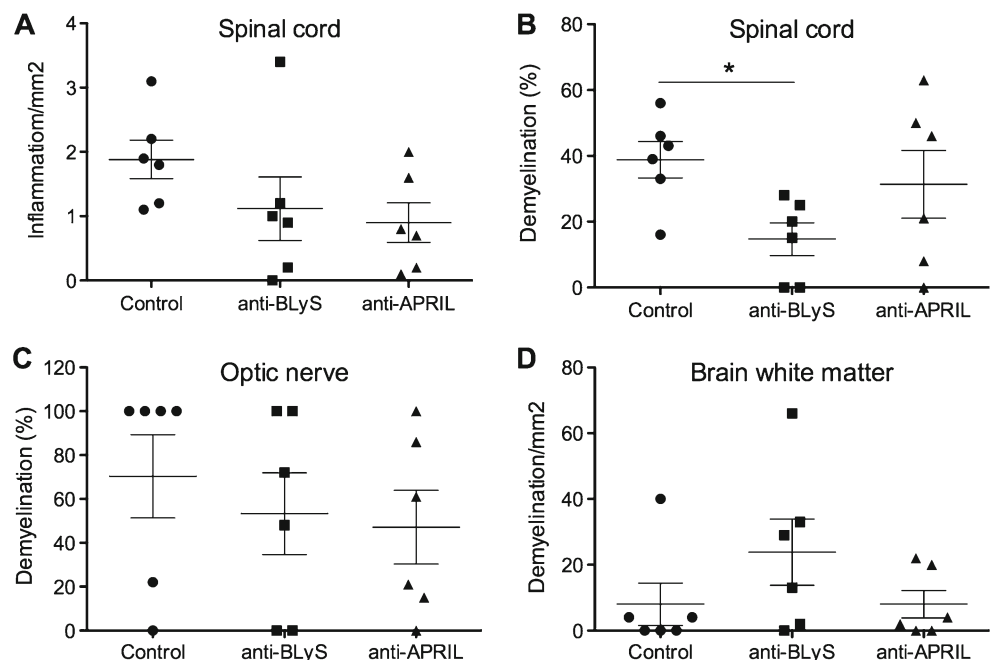 A
Spinal cord
Inflammatiom/mm2
4
3
2
1
0
Control
anti-BLyS
anti-APRIL
B
Spinal cord
Demyelination (%)
80
60
40
20
0
*
Control
anti-BLyS
anti-APRIL
C
Optic nerve
Demyelination (%)
120
100
80
60
40
20
0
Control
anti-BLyS
anti-APRIL
D
Brain white matter
Demyelination/mm2
80
60
40
20
0
Control
anti-BLyS
anti-APRIL